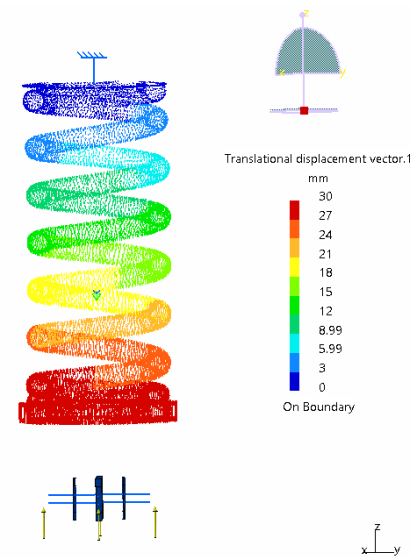 z
x y
Translational displacement vector.1
mm
30
27
24
21
18
15
12
8.99
5.99
3
0
On Boundary
z
x y